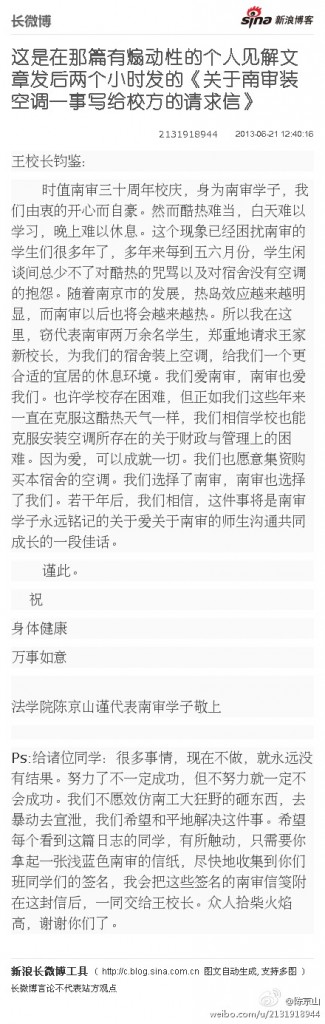 长微博
sina 新浪博客
这是在那篇有煽动性的个人见解文
章发后两个小时发的《关于南审装
空调一事写给校方的请求信》
2131918944 2013-06-21 12:40:16
王校长钧鉴:
时值南审三十周年校庆，身为南审学子，我
们由衷的开心而自豪。然而酷热难当，白天难以
学习，晚上难以休息。这个现象已经困扰南审的
学生们很多年了，多年来每到五六月份，学生闲
谈间总少不了对酷热的咒骂以及对宿舍没有空调
的抱怨。随着南京市的发展，热岛效应越来越明
显，而南审以后也将会越来越热。所以我在这
里，窃代表南审两万余名学生，郑重地请求王家
新校长，为我们的宿舍装上空调，给我们一个更
合适的宜居的休息环境。我们爱南审，南审也爱
我们。也许学校存在困难，但正如我们这些年来
一直在克服这酷热天气一样，我们相信学校也能
克服安装空调所存在的关于财政与管理上的困
难。因为爱，可以成就一切。我们也愿意集资购
买本宿舍的空调。我们选择了南审，南审也选择
了我们。若干年后，我们相信，这件事将是南审
学子永远铭记的关于爱关于南审的师生沟通共同
成长的一段佳话。
谨此。
祝
身体健康
万事如意
法学院陈京山谨代表南审学子敬上
Ps:给诸位同学：很多事情，现在不做，就永远没
有结果。努力了不一定成功，但不努力就一定不
会成功。我们不愿效仿南工大狂野的砸东西，去
暴动去宣泄，我们希望和平地解决这件事。希望
每个看到这篇日志的同学，有所触动，只需要你
拿起一张浅蓝色南审的信纸，尽快地收集到你们
班同学们的签名，我会把这些签名的南审信笺附
在这封信后，一同交给王校长。众人拾柴火焰
高，谢谢你们了。
新浪长微博工具（ http://c.blog.sina.com.cn 图文自动生成, 支持多图 ）
长微博言论不代表站方观点
@陈京山
weibo.com/u/2131918944